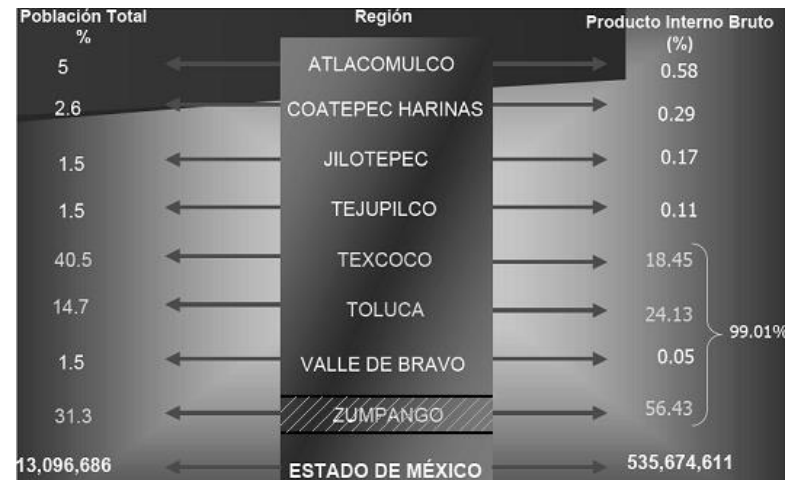 Población Total % Región Producto Interno Bruto (%)
5 ATLACOMULCO 0.58
2.6 COATEPEC HARINAS 0.29
1.5 JILOTEPEC 0.17
1.5 TEJUPILCO 0.11
40.5 TEXCOCO 18.45
14.7 TOLUCA 24.13
99.01%
1.5 VALLE DE BRAVO 0.05
31.3 ZUMPANGO 56.43
13,096,686 ESTADO DE MÉXICO 535,674,611